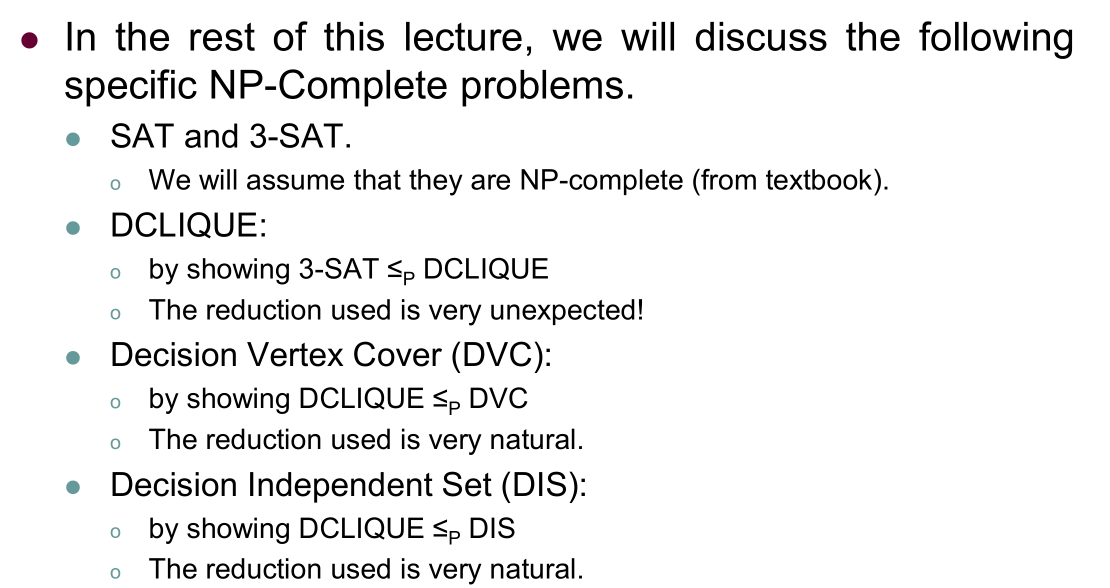 • In the rest of this lecture, we will discuss the following
specific NP-Complete problems.
• SAT and 3-SAT.
o We will assume that they are NP-complete (from textbook).
• DCLIQUE:
o by showing 3-SAT ≤P DCLIQUE
o The reduction used is very unexpected!
• Decision Vertex Cover (DVC):
o by showing DCLIQUE ≤P DVC
o The reduction used is very natural.
• Decision Independent Set (DIS):
o by showing DCLIQUE ≤P DIS
o The reduction used is very natural.